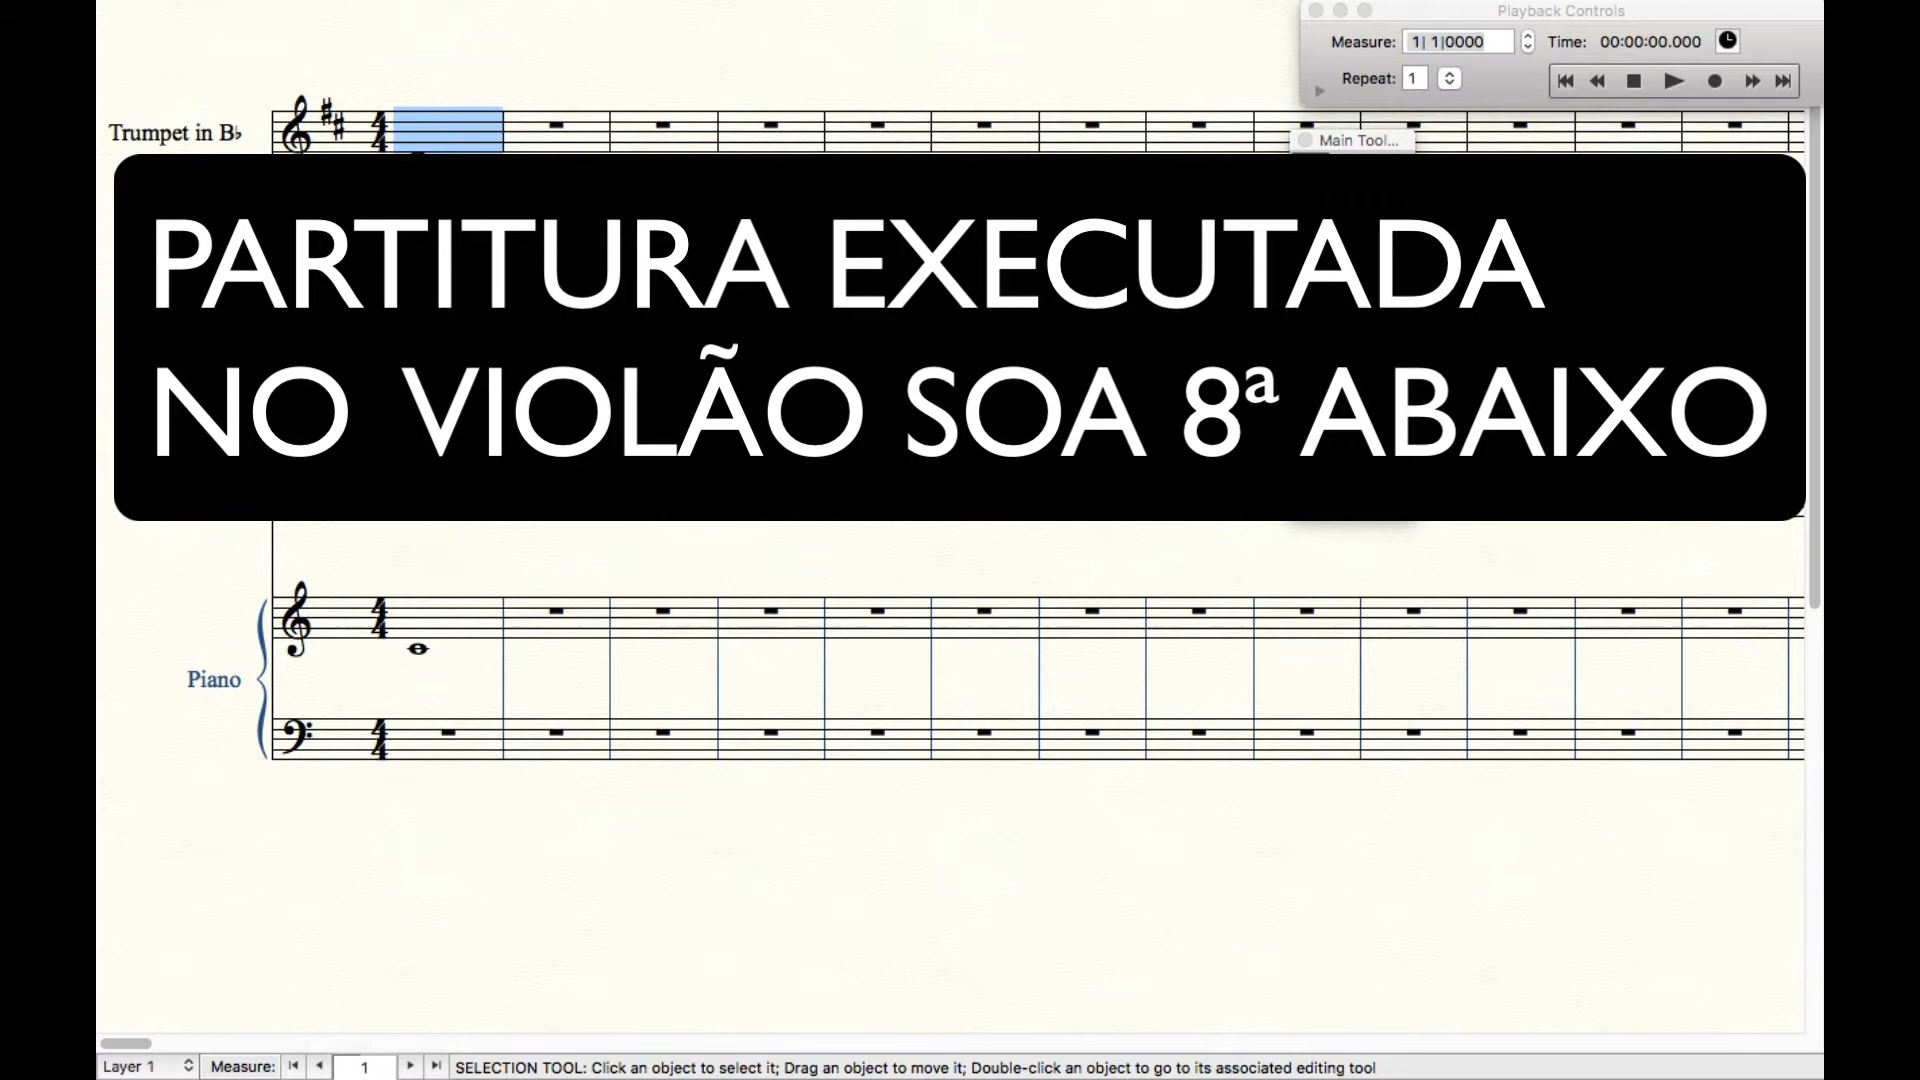 Playback Controls
Measure: 1| 1|0000 Time: 00:00:00.000
Repeat: 1
Trumpet in B♭
Main Tool...
PARTITURA EXECUTADA
NO VIOLÃO SOA 8ª ABAIXO
Piano
Layer 1 Measure: 1 SELECTION TOOL: Click an object to select it; Drag an object to move it; Double-click an object to go to its associated editing tool